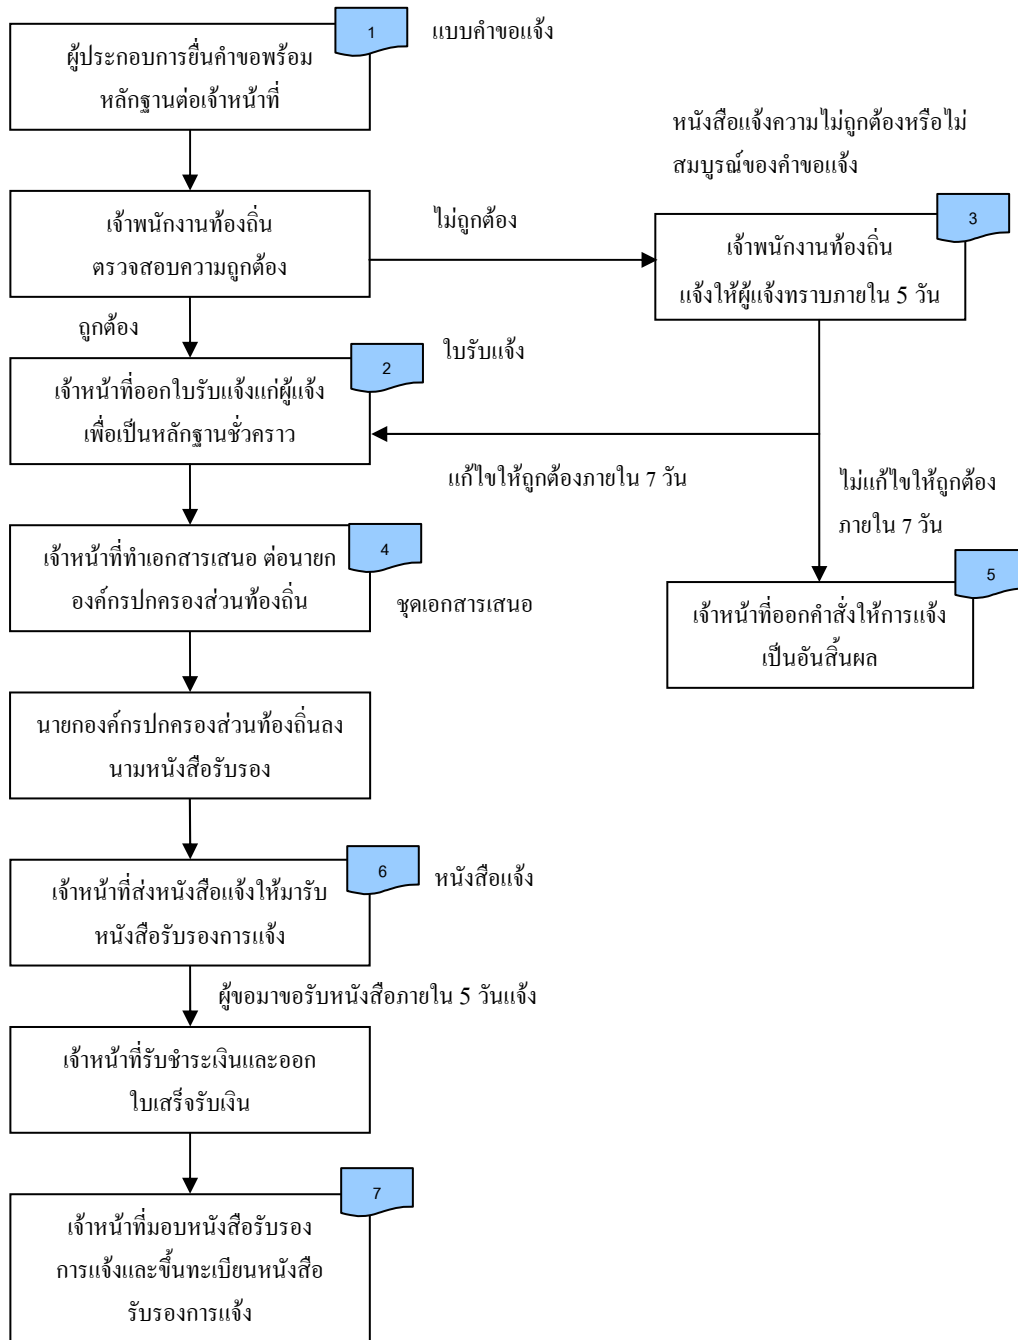 1
แบบคำขอแจ้ง
ผู้ประกอบการยื่นคำขอพร้อม
หลักฐานต่อเจ้าหน้าที่
หนังสือแจ้งความไม่ถูกต้องหรือไม่
สมบูรณ์ของคำขอแจ้ง
เจ้าพนักงานท้องถิ่น
ตรวจสอบความถูกต้อง
ไม่ถูกต้อง
3
เจ้าพนักงานท้องถิ่น
แจ้งให้ผู้แจ้งทราบภายใน 5 วัน
ถูกต้อง
2
ใบรับแจ้ง
เจ้าหน้าที่ออกใบรับแจ้งแก่ผู้แจ้ง
เพื่อเป็นหลักฐานชั่วคราว
แก้ไขให้ถูกต้องภายใน 7 วัน
ไม่แก้ไขให้ถูกต้อง
ภายใน 7 วัน
4
เจ้าหน้าที่ทำเอกสารเสนอ ต่อนายก
องค์กรปกครองส่วนท้องถิ่น
ชุดเอกสารเสนอ
5
เจ้าหน้าที่ออกคำสั่งให้การแจ้ง
เป็นอันสิ้นผล
นายกองค์กรปกครองส่วนท้องถิ่นลง
นามหนังสือรับรอง
6
หนังสือแจ้ง
เจ้าหน้าที่ส่งหนังสือแจ้งให้มารับ
หนังสือรับรองการแจ้ง
ผู้ขอมาขอรับหนังสือภายใน 5 วันแจ้ง
เจ้าหน้าที่รับชำระเงินและออก
ใบเสร็จรับเงิน
7
เจ้าหน้าที่มอบหนังสือรับรอง
การแจ้งและขึ้นทะเบียนหนังสือ
รับรองการแจ้ง